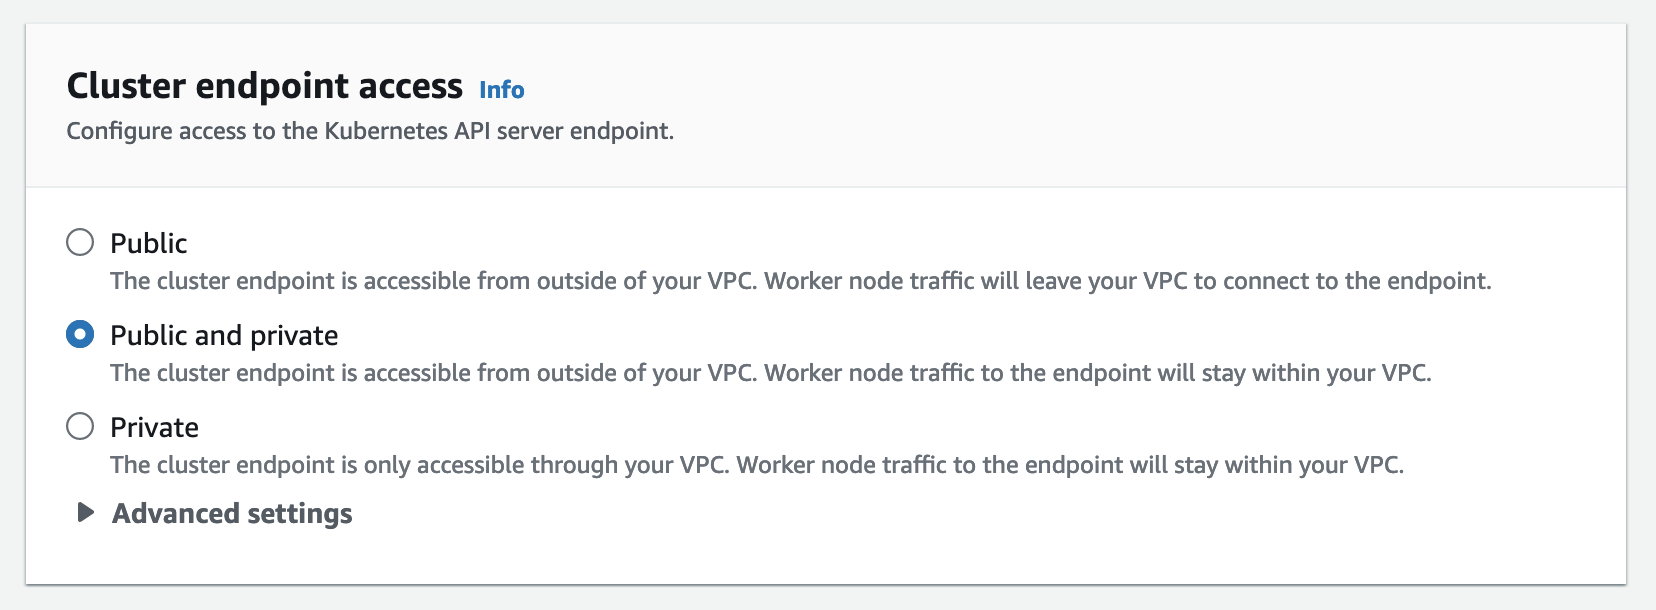 Cluster endpoint access Info
Configure access to the Kubernetes API server endpoint.
Public
The cluster endpoint is accessible from outside of your VPC. Worker node traffic will leave your VPC to connect to the endpoint.
Public and private
The cluster endpoint is accessible from outside of your VPC. Worker node traffic to the endpoint will stay within your VPC.
Private
The cluster endpoint is only accessible through your VPC. Worker node traffic to the endpoint will stay within your VPC.
Advanced settings